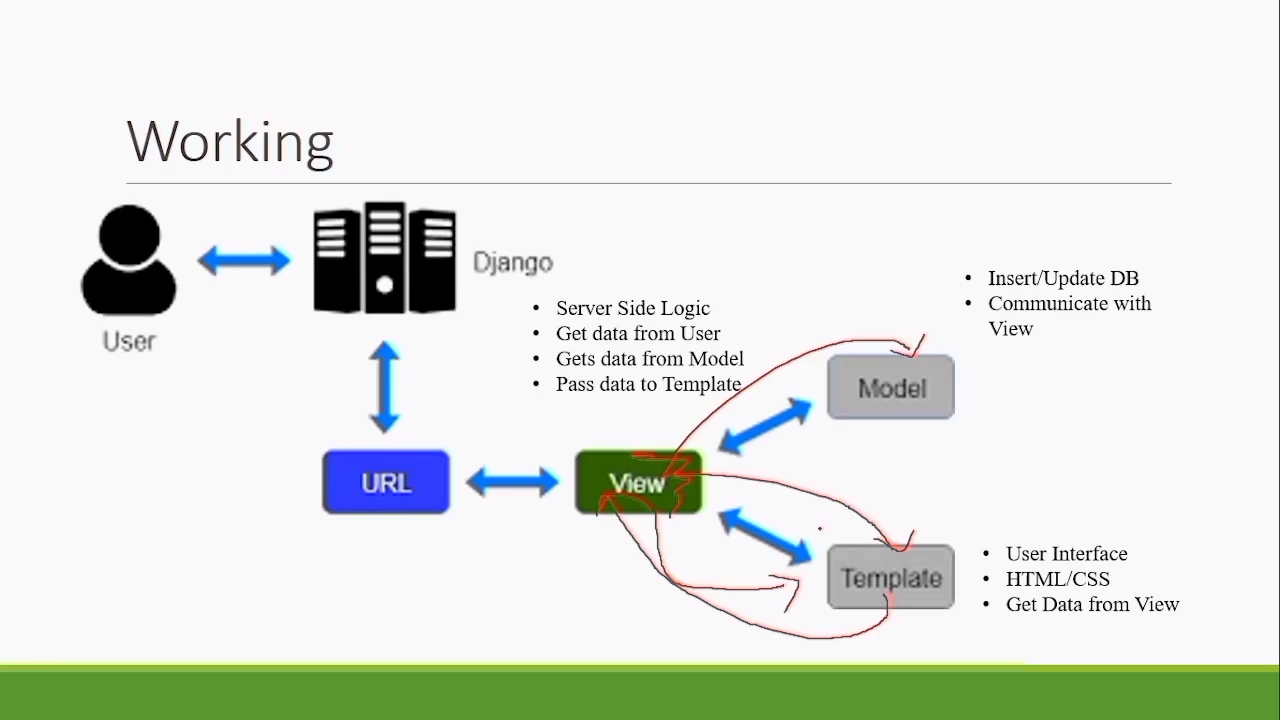 Working
User
Django
• Server Side Logic
• Get data from User
• Gets data from Model
• Pass data to Template
• Insert/Update DB
• Communicate with
View
Model
URL
View
Template
• User Interface
• HTML/CSS
• Get Data from View